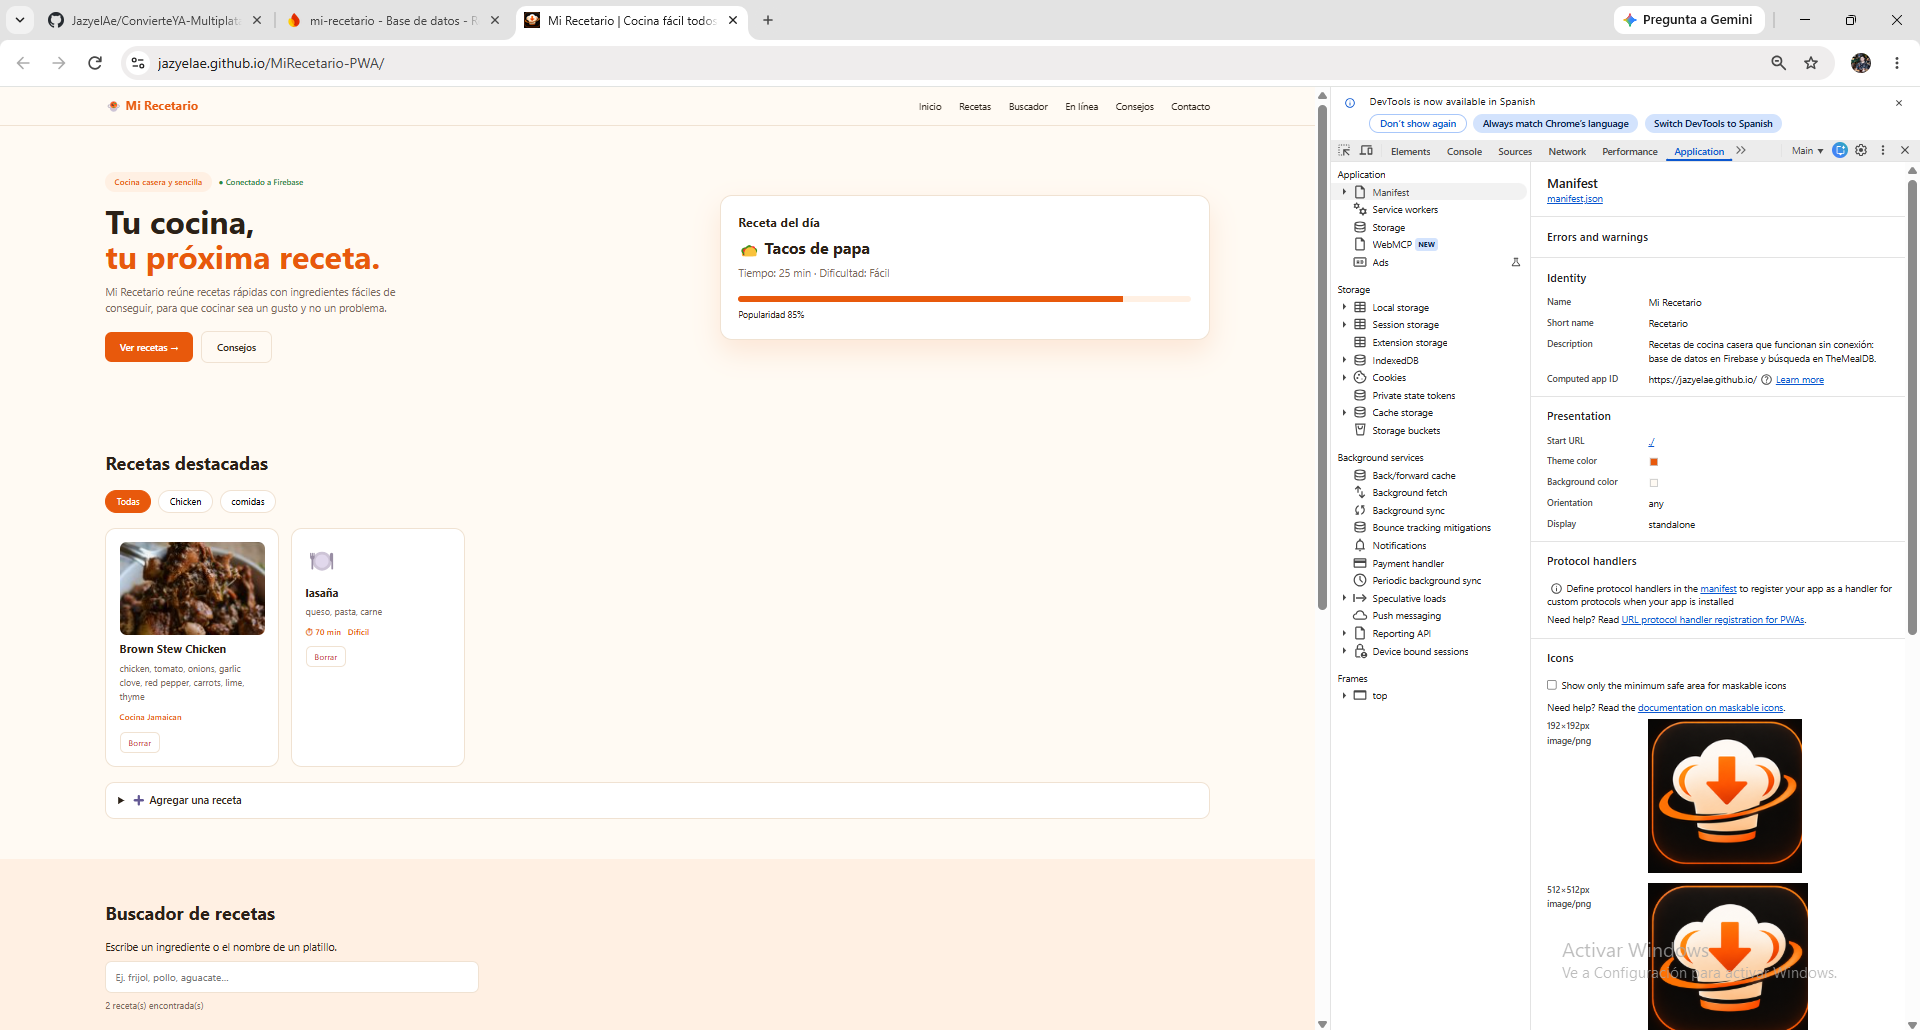 JazyelAe/ConvierteYA-Multiplata
mi-recetario - Base de datos - R
Mi Recetario | Cocina fácil todos
Pregunta a Gemini
jazyelae.github.io/MiRecetario-PWA/
Mi Recetario
Inicio
Recetas
Buscador
En línea
Consejos
Contacto
Cocina casera y sencilla
Conectado a Firebase
Tu cocina,
tu próxima receta.
Mi Recetario reúne recetas rápidas con ingredientes fáciles de
conseguir, para que cocinar sea un gusto y no un problema.
Ver recetas →
Consejos
Receta del día
Tacos de papa
Tiempo: 25 min · Dificultad: Fácil
Popularidad 85%
Recetas destacadas
Todas
Chicken
comidas
Brown Stew Chicken
chicken, tomato, onions, garlic
clove, red pepper, carrots, lime,
thyme
Cocina Jamaican
Borrar
lasaña
queso, pasta, carne
70 min Difícil
Borrar
Agregar una receta
Buscador de recetas
Escribe un ingrediente o el nombre de un platillo.
Ej. frijol, pollo, aguacate...
2 receta(s) encontrada(s)
DevTools is now available in Spanish
Don't show again
Always match Chrome's language
Switch DevTools to Spanish
Elements
Console
Sources
Network
Performance
Application
Main
Application
Manifest
Service workers
Storage
WebMCP NEW
Ads
Storage
Local storage
Session storage
Extension storage
IndexedDB
Cookies
Private state tokens
Cache storage
Storage buckets
Background services
Back/forward cache
Background fetch
Background sync
Bounce tracking mitigations
Notifications
Payment handler
Periodic background sync
Speculative loads
Push messaging
Reporting API
Device bound sessions
Frames
top
Manifest
manifest.json
Errors and warnings
Identity
Name Mi Recetario
Short name Recetario
Description Recetas de cocina casera que funcionan sin conexión:
base de datos en Firebase y búsqueda en TheMealDB.
Computed app ID https://jazyelae.github.io/ Learn more
Presentation
Start URL ./
Theme color
Background color
Orientation any
Display standalone
Protocol handlers
Define protocol handlers in the manifest to register your app as a handler for
custom protocols when your app is installed
Need help? Read URL protocol handler registration for PWAs.
Icons
Show only the minimum safe area for maskable icons
Need help? Read the documentation on maskable icons.
192×192px
image/png
512×512px
image/png
Activar Windows
Ve a Configuración para activar Windows.